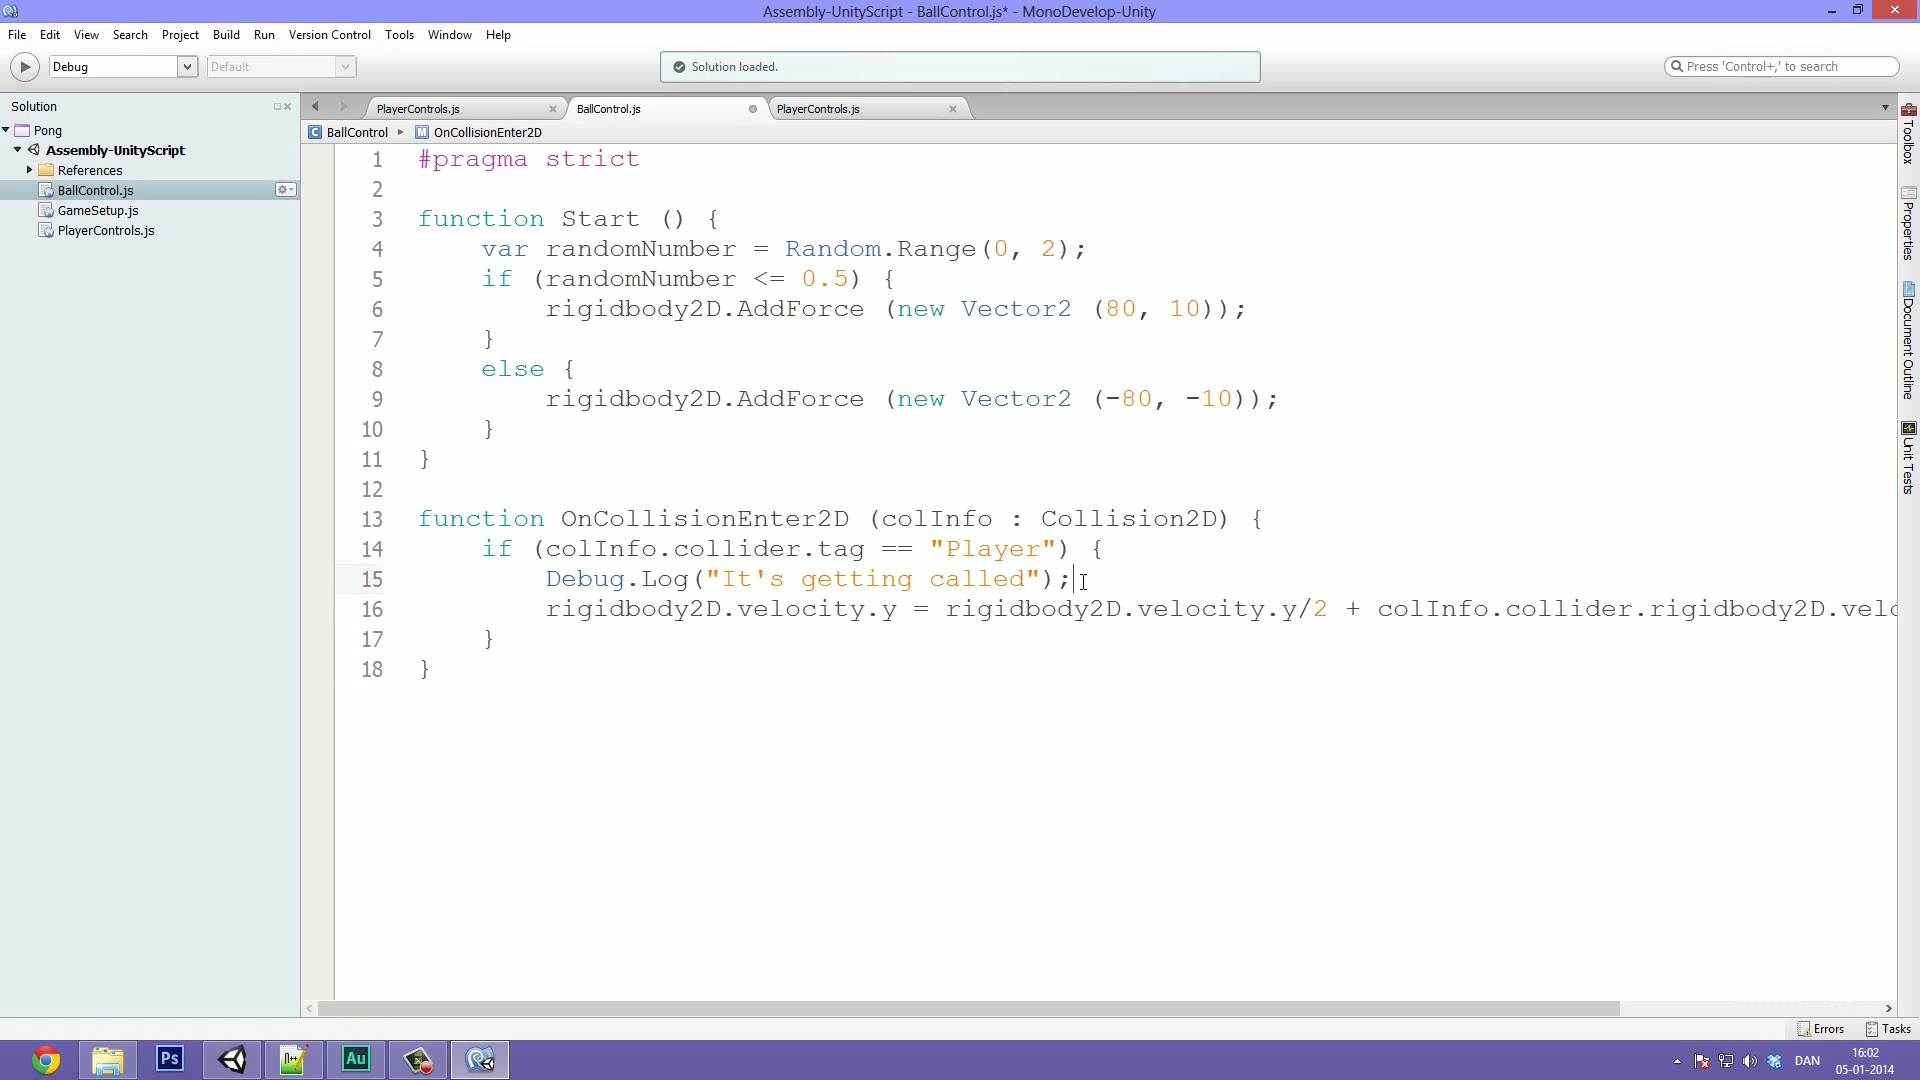 Assembly-UnityScript - BallControl.js* - MonoDevelop-Unity
File Edit View Search Project Build Run Version Control Tools Window Help
Debug Default Solution loaded. Press 'Control+,' to search
Solution
PlayerControls.js BallControl.js PlayerControls.js
Pong
BallControl OnCollisionEnter2D
Assembly-UnityScript
References
BallControl.js
GameSetup.js
PlayerControls.js
1 #pragma strict
2
3 function Start () {
4 var randomNumber = Random.Range(0, 2);
5 if (randomNumber <= 0.5) {
6 rigidbody2D.AddForce (new Vector2 (80, 10));
7 }
8 else {
9 rigidbody2D.AddForce (new Vector2 (-80, -10));
10 }
11 }
12
13 function OnCollisionEnter2D (colInfo : Collision2D) {
14 if (colInfo.collider.tag == "Player") {
15 Debug.Log("It's getting called");
16 rigidbody2D.velocity.y = rigidbody2D.velocity.y/2 + colInfo.collider.rigidbody2D.velo
17 }
18 }
Toolbox
Properties
Document Outline
Unit Tests
Errors Tasks
Ps
n++
Au
DAN
16:02
05-01-2014